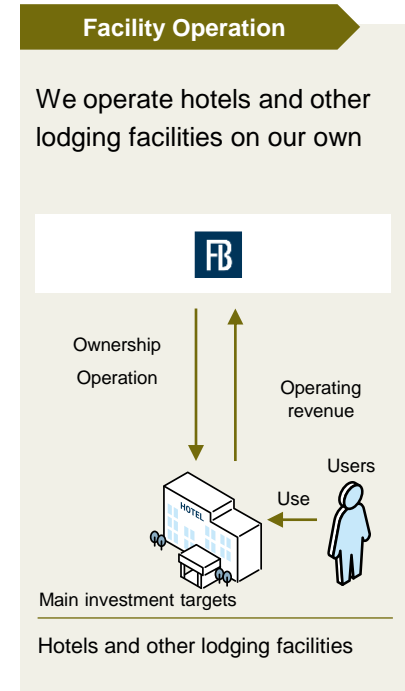 Facility Operation
We operate hotels and other
lodging facilities on our own
FB
Ownership
Operation
Operating
revenue
Users
Use
HOTEL
Main investment targets
Hotels and other lodging facilities